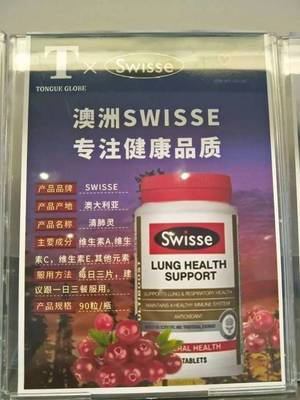 T × Swisse
TONGUE GLOBE
澳洲SWISSE
专注健康品质
产品品牌 SWISSE
产品产地 澳大利亚
产品名称 清肺灵
主要成分 维生素A,维生
素C,维生素E,其他元素
服用方法 每日三片,建
议跟一日三餐服用。
产品规格 90粒/瓶
Swisse
LUNG HEALTH
SUPPORT
SUPPORTS LUNG & RESPIRATORY HEALTH
MAINTAINS A HEALTHY IMMUNE SYSTEM
ANTIOXIDANT
TABLETS